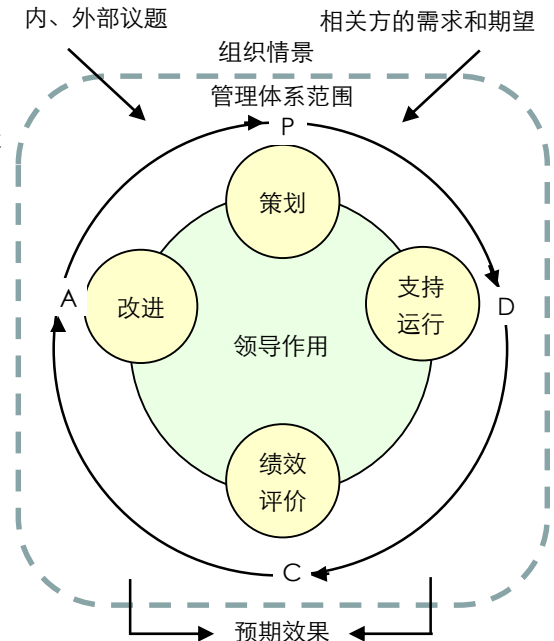 内、外部议题
相关方的需求和期望
组织情景
管理体系范围
P
策划
A
改进
支持
运行
D
领导作用
绩效
评价
C
预期效果